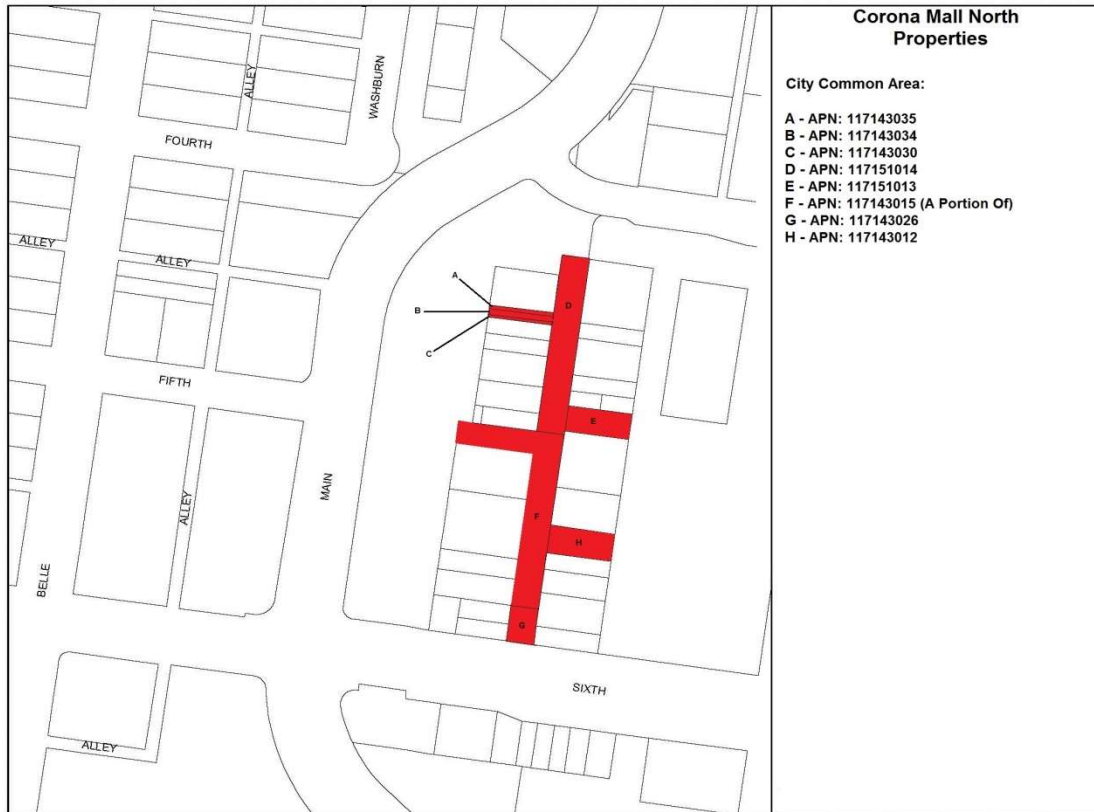 Corona Mall North
Properties
City Common Area:
A - APN: 117143035
B - APN: 117143034
C - APN: 117143030
D - APN: 117151014
E - APN: 117151013
F - APN: 117143015 (A Portion Of)
G - APN: 117143026
H - APN: 117143012
ALLEY
WASHBURN
FOURTH
ALLEY
ALLEY
A
B
C
D
FIFTH
E
MAIN
ALLEY
F
H
BELLE
G
SIXTH
ALLEY